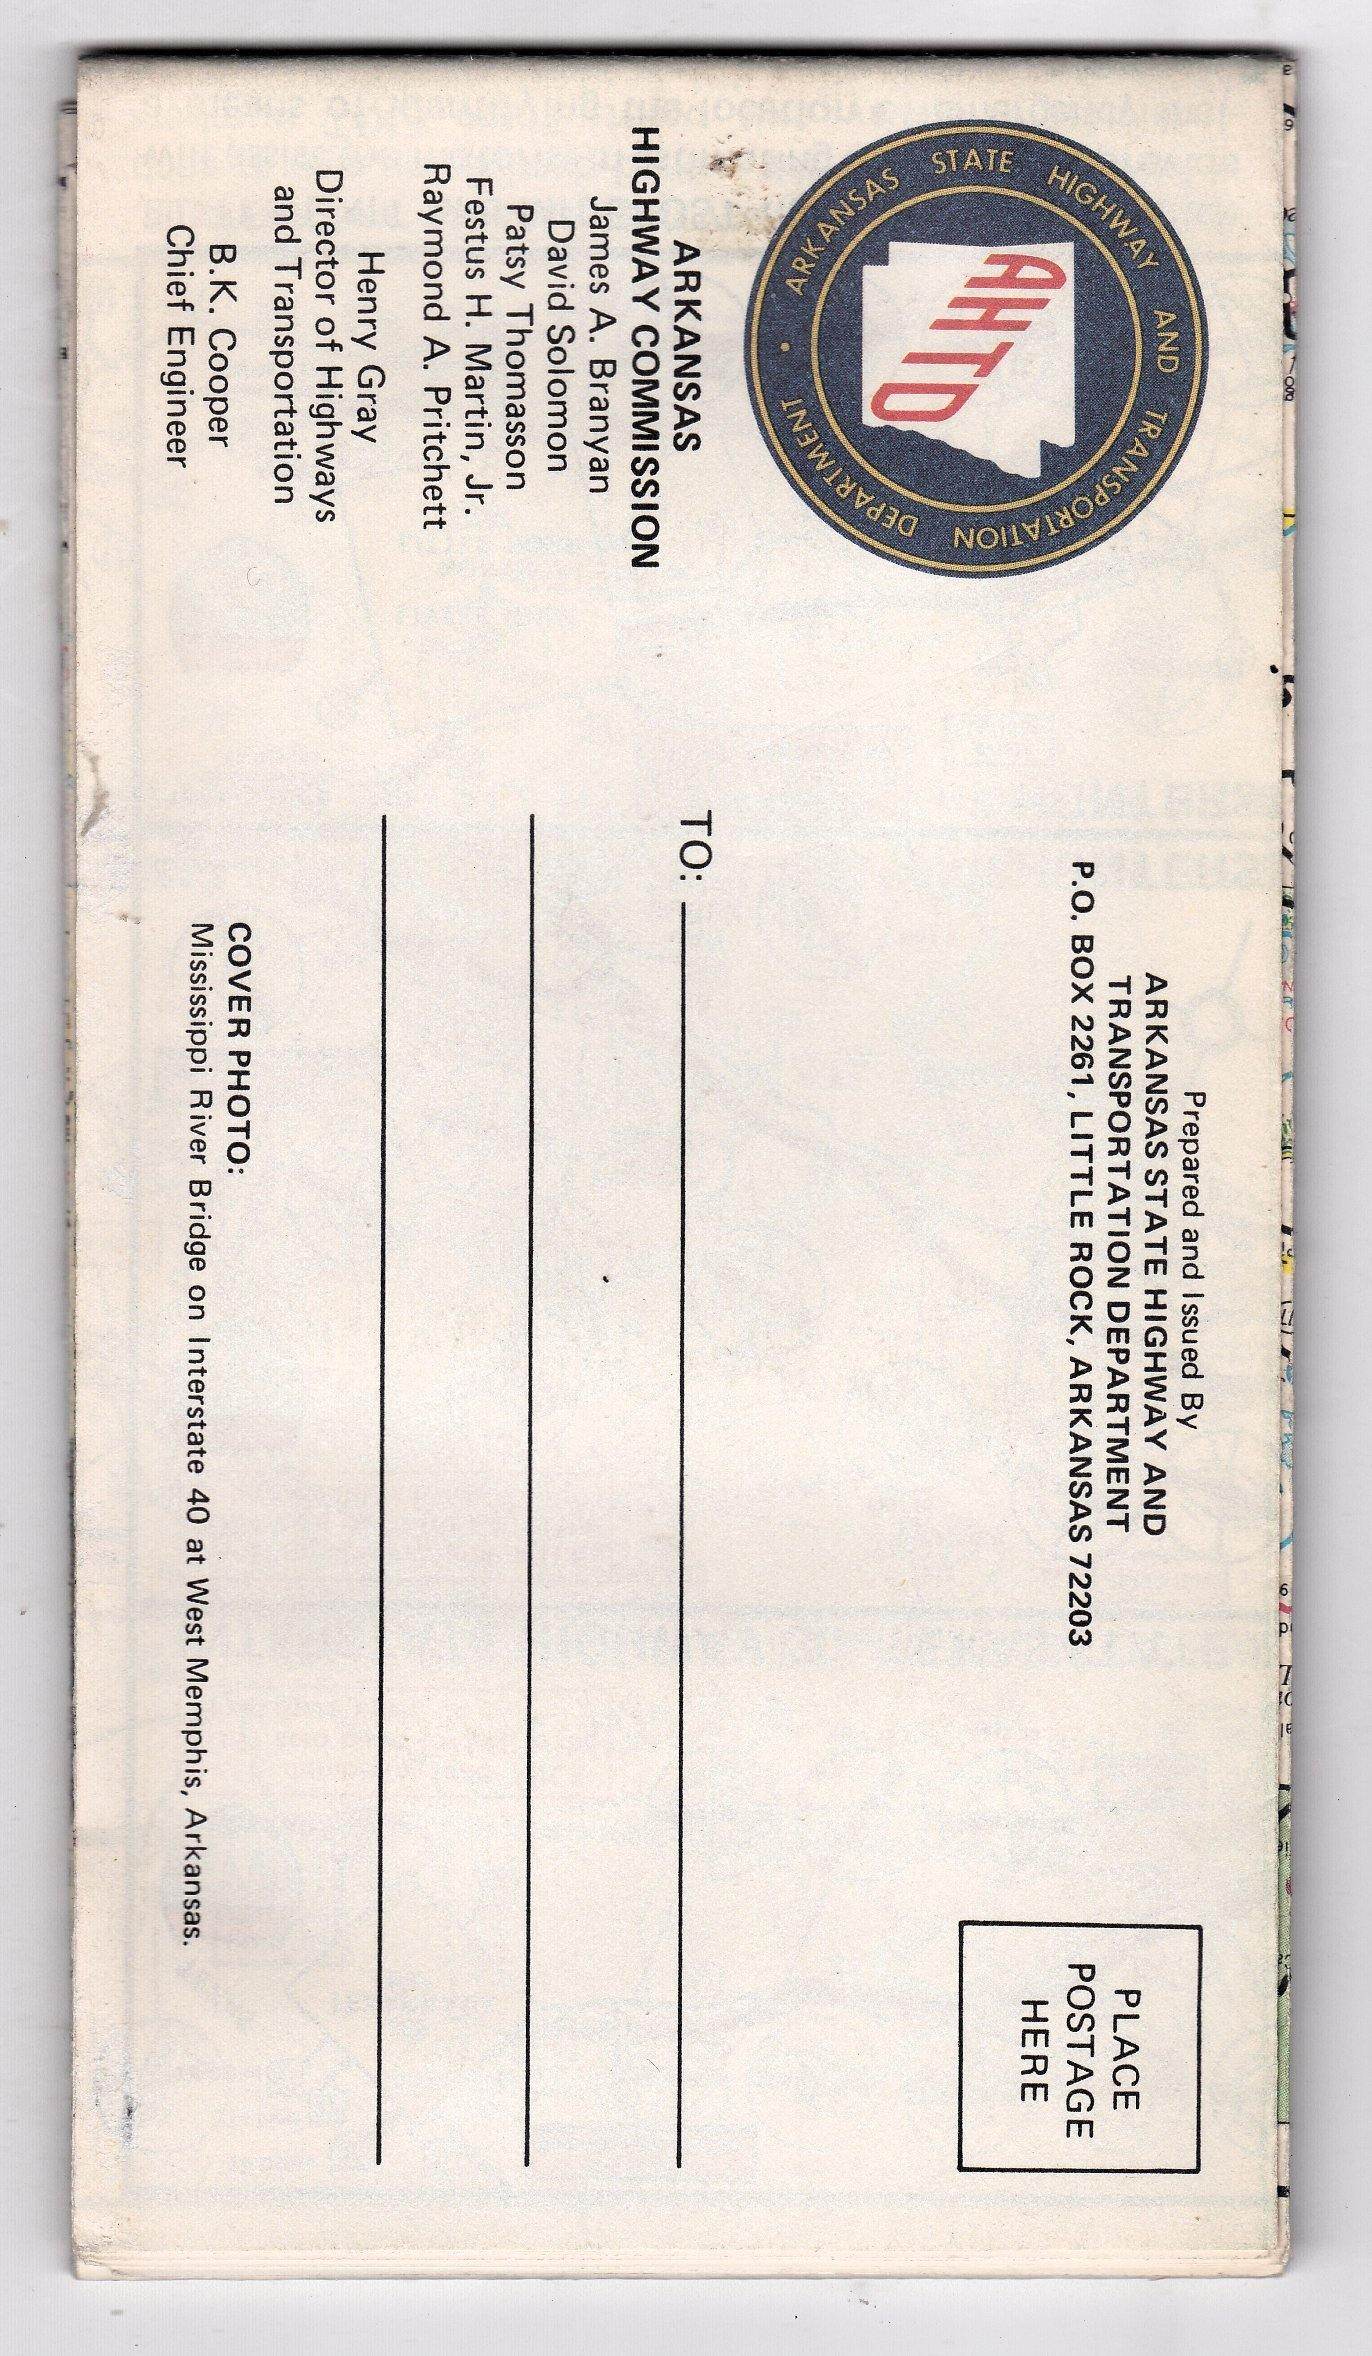 ARKANSAS STATE HIGHWAY AND TRANSPORTATION DEPARTMENT •
AHTD
ARKANSAS
HIGHWAY COMMISSION
James A. Branyan
David Solomon
Patsy Thomasson
Festus H. Martin, Jr.
Raymond A. Pritchett
Henry Gray
Director of Highways
and Transportation
B.K. Cooper
Chief Engineer
Prepared and Issued By
ARKANSAS STATE HIGHWAY AND
TRANSPORTATION DEPARTMENT
P.O. BOX 2261, LITTLE ROCK, ARKANSAS 72203
PLACE
POSTAGE
HERE
TO:
COVER PHOTO:
Mississippi River Bridge on Interstate 40 at West Memphis, Arkansas.